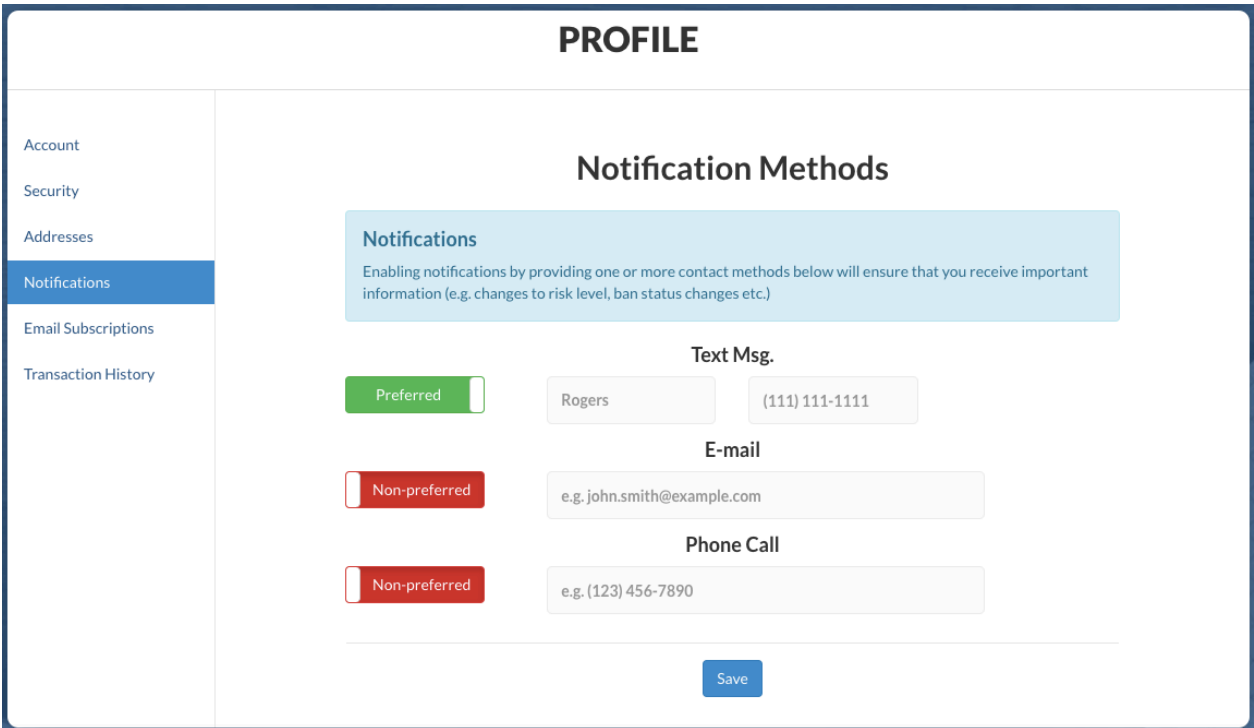 PROFILE
Account
Security
Addresses
Notifications
Email Subscriptions
Transaction History
Notification Methods
Notifications
Enabling notifications by providing one or more contact methods below will ensure that you receive important
information (e.g. changes to risk level, ban status changes etc.)
Text Msg.
Preferred
Rogers
(111) 111-1111
E-mail
Non-preferred
e.g. john.smith@example.com
Phone Call
Non-preferred
e.g. (123) 456-7890
Save